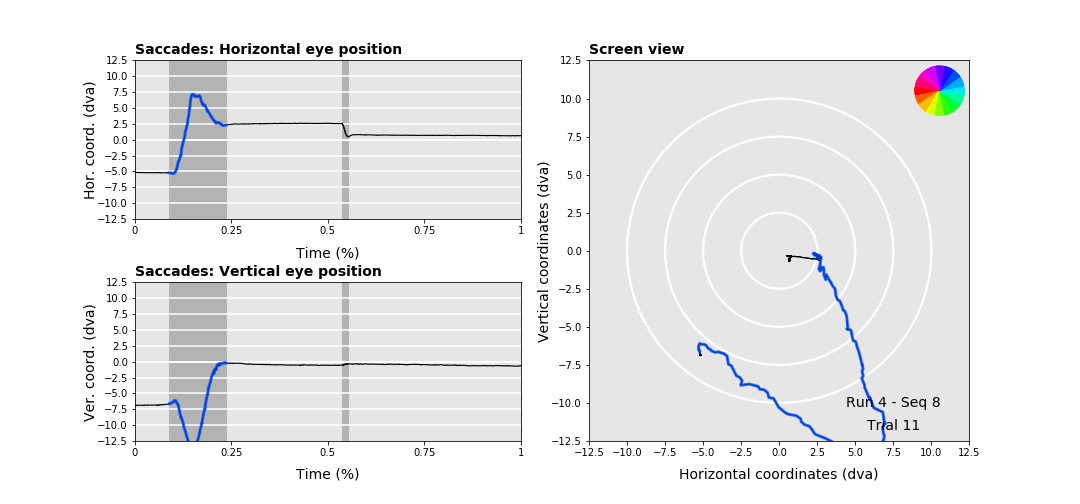 Saccades: Horizontal eye position
Hor. coord. (dva)
12.5
10.0
7.5
5.0
2.5
0.0
−2.5
−5.0
−7.5
−10.0
−12.5
0 0.25 0.5 0.75 1
Time (%)
Saccades: Vertical eye position
Ver. coord. (dva)
12.5
10.0
7.5
5.0
2.5
0.0
−2.5
−5.0
−7.5
−10.0
−12.5
0 0.25 0.5 0.75 1
Time (%)
Screen view
Vertical coordinates (dva)
12.5
10.0
7.5
5.0
2.5
0.0
−2.5
−5.0
−7.5
−10.0
−12.5
Run 4 - Seq 8
Trial 11
−12.5 −10.0 −7.5 −5.0 −2.5 0.0 2.5 5.0 7.5 10.0 12.5
Horizontal coordinates (dva)